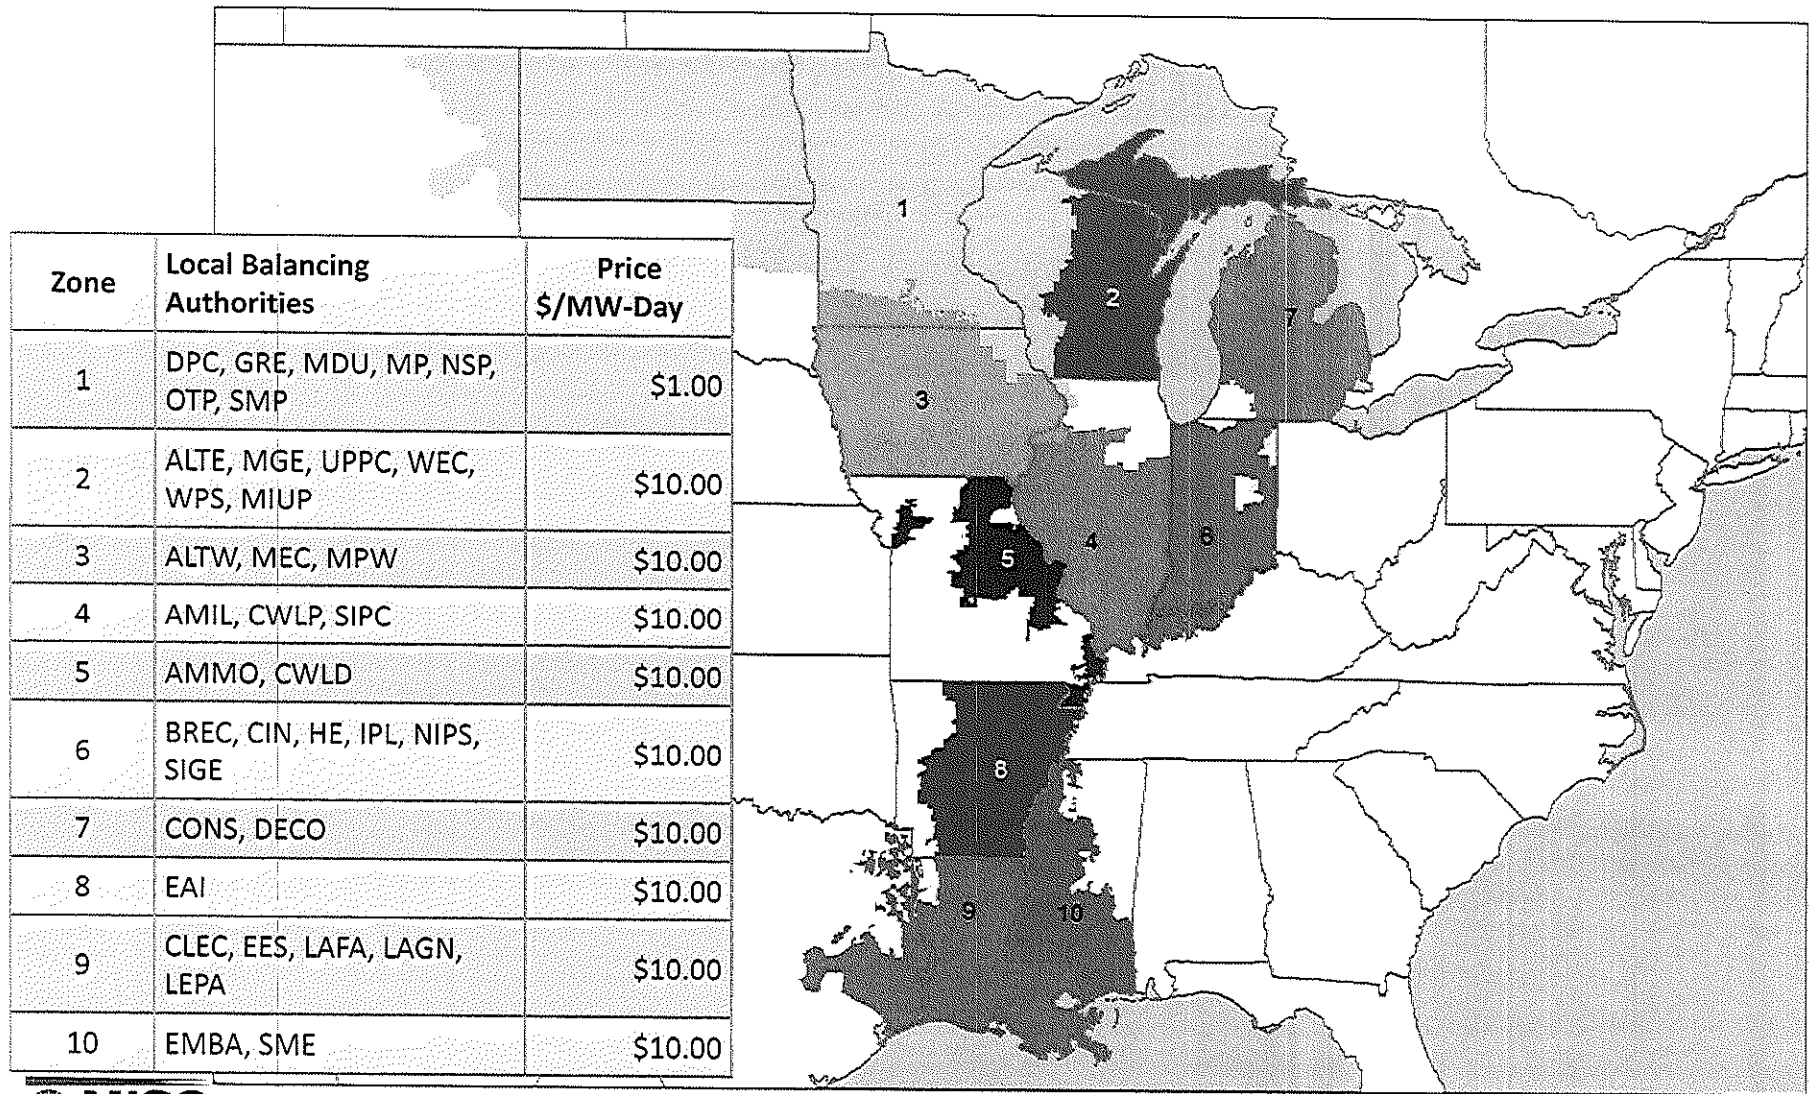 Zone
Local Balancing
Authorities
Price
$/MW-Day
1
DPC, GRE, MDU, MP, NSP,
OTP, SMP
$1.00
2
ALTE, MGE, UPPC, WEC,
WPS, MIUP
$10.00
3
ALTW, MEC, MPW
$10.00
4
AMIL, CWLP, SIPC
$10.00
5
AMMO, CWLD
$10.00
6
BREC, CIN, HE, IPL, NIPS,
SIGE
$10.00
7
CONS, DECO
$10.00
8
EAI
$10.00
9
CLEC, EES, LAFA, LAGN,
LEPA
$10.00
10
EMBA, SME
$10.00
1
2
7
3
4
6
5
8
9
10